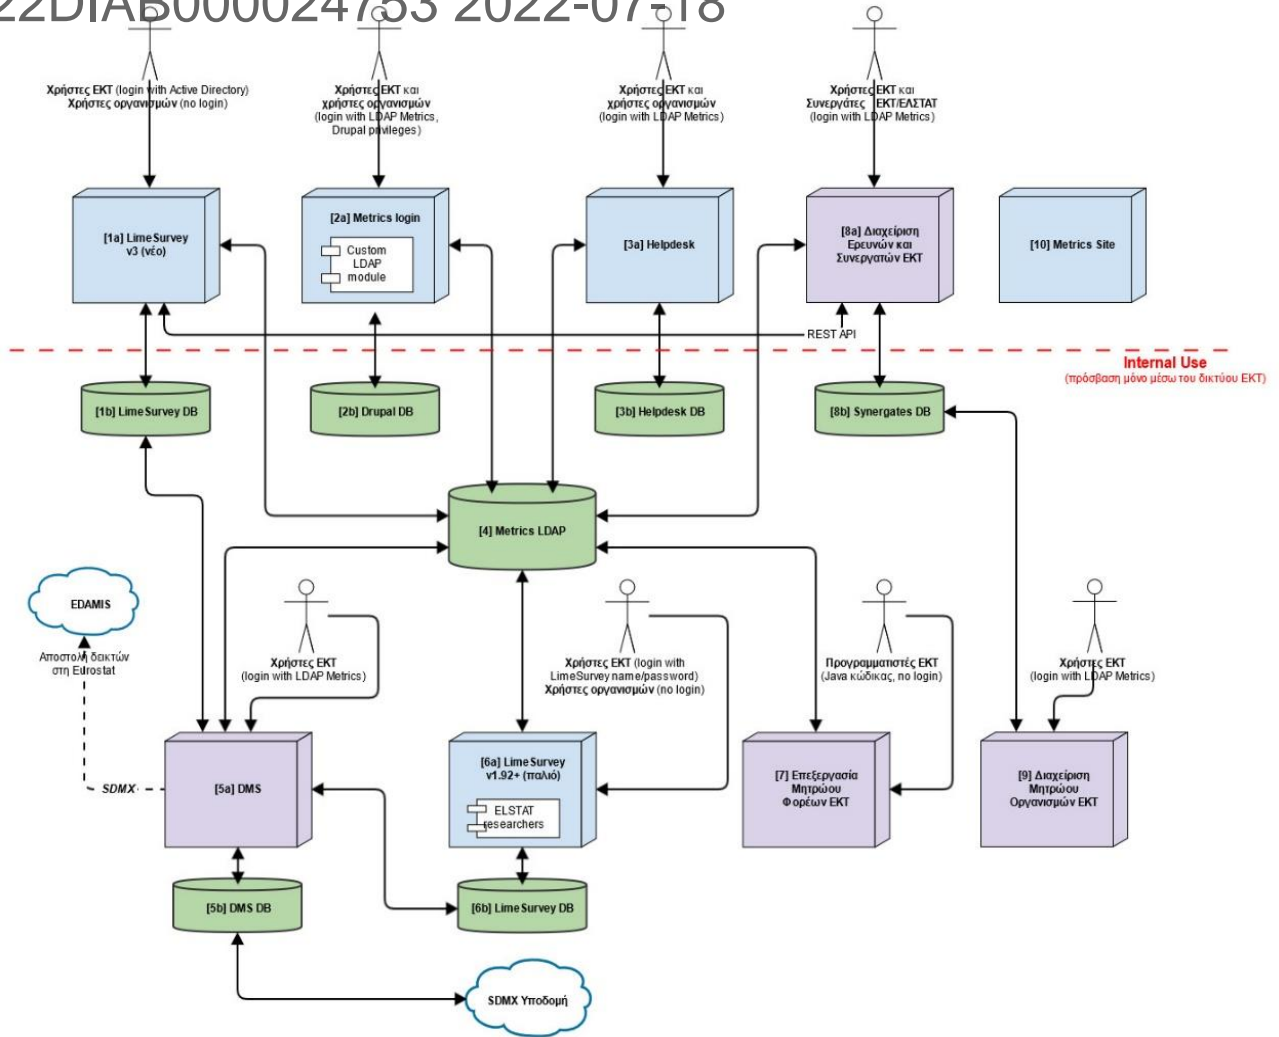 22DIAB000024753 2022-07-18
Χρήστες ΕΚΤ (login with Active Directory)
Χρήστες οργανισμών (no login)
Χρήστες ΕΚΤ και
χρήστες οργανισμών
(login with LDAP Metrics,
Drupal privileges)
Χρήστες ΕΚΤ και
χρήστες οργανισμών
(login with LDAP Metrics)
Χρήστες ΕΚΤ και
Συνεργάτες ΕΚΤ/ΕΛΣΤΑΤ
(login with LDAP Metrics)
[1a] LimeSurvey
v3 (νέο)
[2a] Metrics login
Custom
LDAP
module
[3a] Helpdesk
[8a] Διαχείριση
Ερευνών και
Συνεργατών ΕΚΤ
[10] Metrics Site
REST API
Internal Use
(πρόσβαση μόνο μέσω του δικτύου ΕΚΤ)
[1b] LimeSurvey DB
[2b] Drupal DB
[3b] Helpdesk DB
[8b] Synergates DB
[4] Metrics LDAP
EDAMIS
Αποστολή δεικτών
στη Eurostat
Χρήστες ΕΚΤ
(login with LDAP Metrics)
Χρήστες ΕΚΤ (login with
LimeSurvey name/password)
Χρήστες οργανισμών (no login)
Προγραμματιστές ΕΚΤ
(Java κώδικας, no login)
Χρήστες ΕΚΤ
(login with LDAP Metrics)
SDMX
[5a] DMS
[6a] LimeSurvey
v1.92+ (παλιό)
ELSTAT
researchers
[7] Επεξεργασία
Μητρώου
Φορέων ΕΚΤ
[9] Διαχείριση
Μητρώου
Οργανισμών ΕΚΤ
[5b] DMS DB
[6b] LimeSurvey DB
SDMX Υποδομή